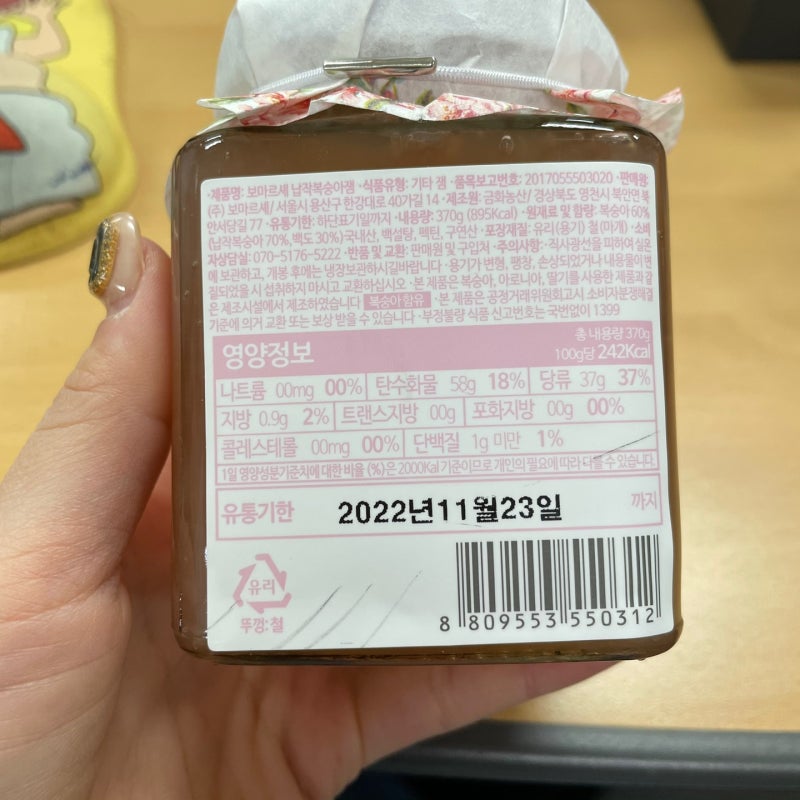 ·제품명: 보마르셰 납작복숭아잼 ·식품유형: 기타 잼 ·품목보고번호: 2017055503020 ·판매원:
(주) 보마르셰/ 서울시 용산구 한강대로 40가길 14 ·제조원: 금화농산/ 경상북도 영천시 북안면 북
안서당길 77 ·유통기한: 하단표기일까지 ·내용량: 370g (895Kcal) ·원재료 및 함량: 복숭아 60%
(납작복숭아 70%, 백도 30%)국내산, 백설탕, 펙틴, 구연산 ·포장재질: 유리(용기) 철 (마개) ·소비
자상담실: 070-5176-5222 ·반품 및 교환: 판매원 및 구입처 ·주의사항: 직사광선을 피하여 실온
에 보관하고, 개봉 후에는 냉장보관하시길바랍니다 ·용기가 변형, 팽창, 손상되었거나 내용물이 변
질되었을 시 섭취하지 마시고 교환하십시오 ·본 제품은 복숭아, 아로니아, 딸기를 사용한 제품과 같
은 제조시설에서 제조하였습니다 복숭아 함유 ·본 제품은 공정거래위원회고시 소비자분쟁해결
기준에 의거 교환 또는 보상 받을 수 있습니다 ·부정불량 식품 신고번호는 국번없이 1399
영양정보 총 내용량 370g
100g당 242Kcal
나트륨 00mg 00% 탄수화물 58g 18% 당류 37g 37%
지방 0.9g 2% 트랜스지방 00g 포화지방 00g 00%
콜레스테롤 00mg 00% 단백질 1g 미만 1%
1일 영양성분기준치에 대한 비율 (%)은 2000Kal 기준이므로 개인의 필요에 따라 다를 수 있습니다.
유통기한 2022년11월23일 까지
유리
뚜껑:철
8 809553 550312